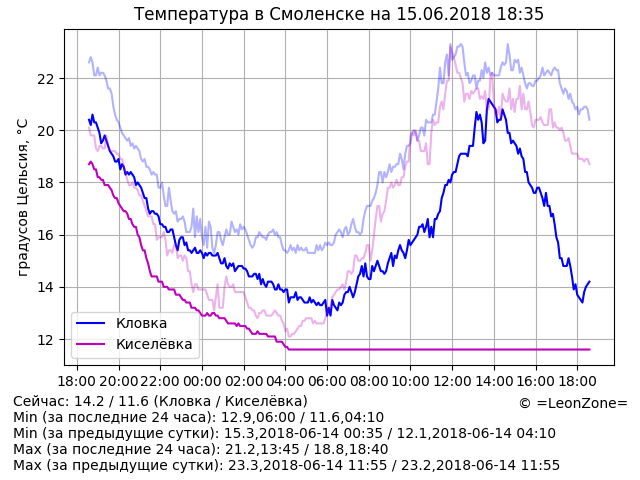 Температура в Смоленске на 15.06.2018 18:35
градусов Цельсия, °C
22
20
18
16
14
12
Кловка
Киселёвка
18:00 20:00 22:00 00:00 02:00 04:00 06:00 08:00 10:00 12:00 14:00 16:00 18:00
Сейчас: 14.2 / 11.6 (Кловка / Киселёвка)
© =LeonZone=
Min (за последние 24 часа): 12.9,06:00 / 11.6,04:10
Min (за предыдущие сутки): 15.3,2018-06-14 00:35 / 12.1,2018-06-14 04:10
Max (за последние 24 часа): 21.2,13:45 / 18.8,18:40
Max (за предыдущие сутки): 23.3,2018-06-14 11:55 / 23.2,2018-06-14 11:55